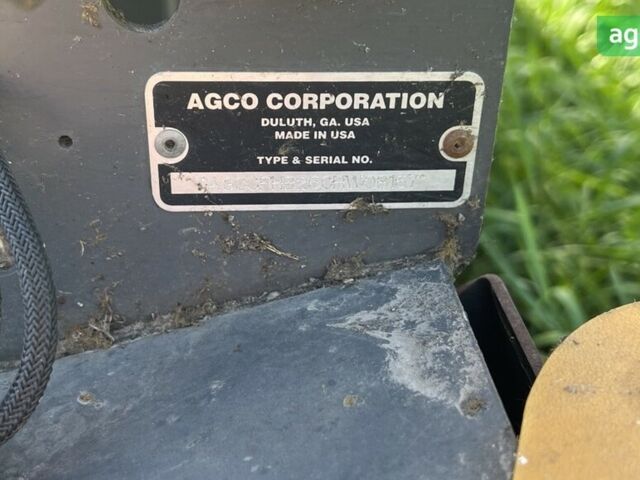 ag
AGCO CORPORATION
DULUTH, GA. USA
MADE IN USA
TYPE & SERIAL NO.